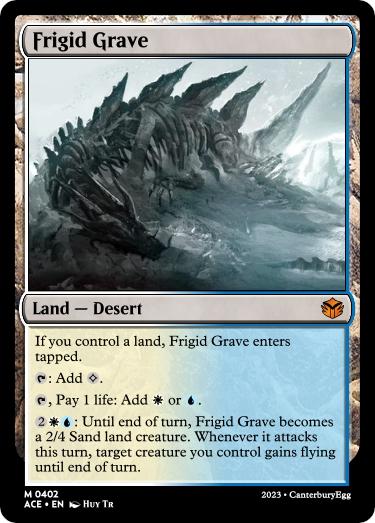 Frigid Grave
Land — Desert
If you control a land, Frigid Grave enters
tapped.
: Add .
, Pay 1 life: Add or .
2: Until end of turn, Frigid Grave becomes
a 2/4 Sand land creature. Whenever it attacks
this turn, target creature you control gains flying
until end of turn.
M 0402
ACE • EN Huy Tr
2023 • CanterburyEgg